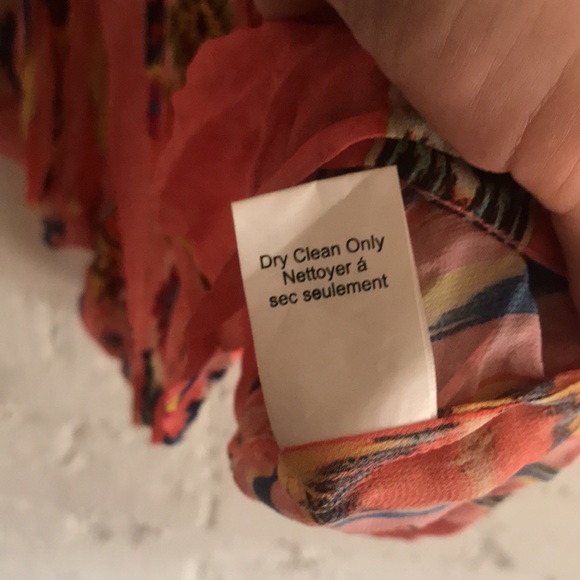 Dry Clean Only
Nettoyer á
sec seulement